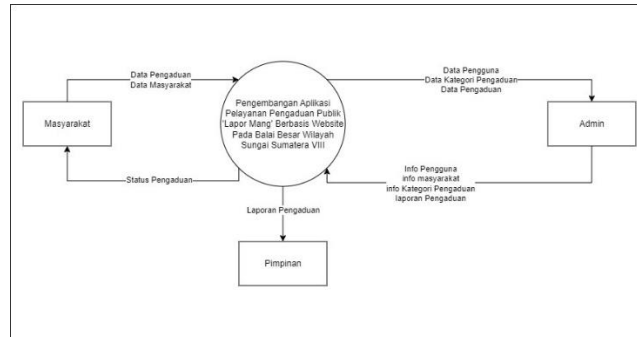 Data Pengaduan
Data Masyarakat
Data Pengguna
Data Kategori Pengaduan
Data Pengaduan
Masyarakat
Pengembangan Aplikasi
Pelayanan Pengaduan Publik
'Lapor Mang' Berbasis Website
Pada Balai Besar Wilayah
Sungai Sumatera VIII
Admin
Status Pengaduan
Info Pengguna
info masyarakat
info Kategori Pengaduan
laporan Pengaduan
Laporan Pengaduan
Pimpinan